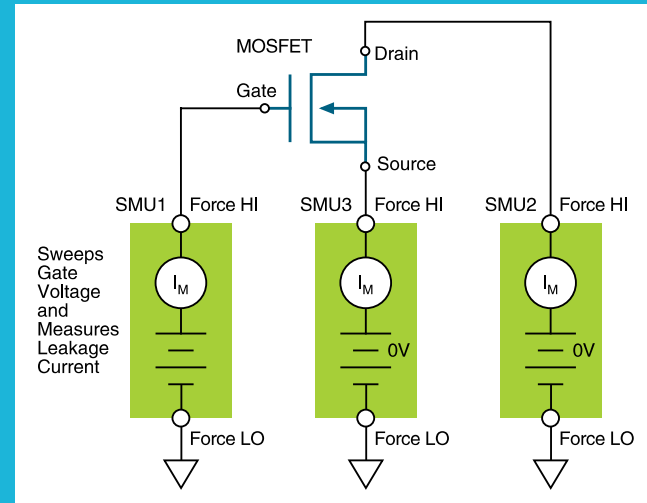 MOSFET
Drain
Gate
Source
SMU1 Force HI
SMU3 Force HI
SMU2 Force HI
Sweeps
Gate
Voltage
and
Measures
Leakage
Current
IM
IM
0V
IM
0V
Force LO
Force LO
Force LO